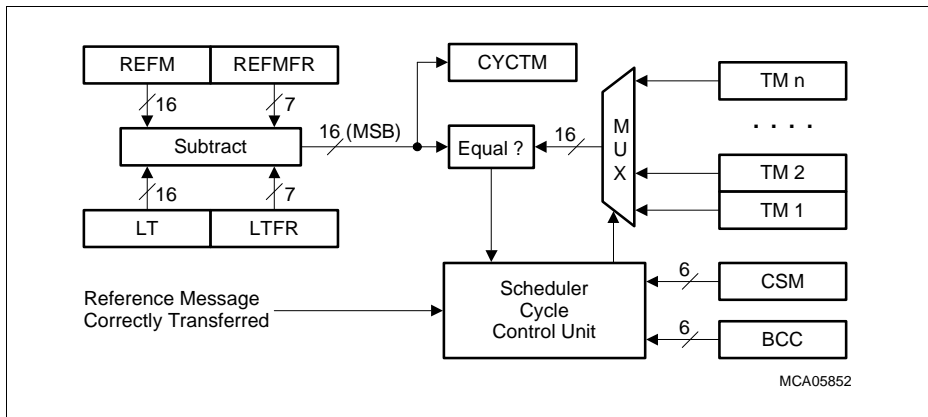 REFM REFMFR
CYCTM
TM n
16 7
16 (MSB)
16
M
U
X
. . . .
Subtract
Equal ?
TM 2
16 7
TM 1
LT LTFR
Reference Message
Correctly Transferred
Scheduler
Cycle
Control Unit
6
CSM
6
BCC
MCA05852